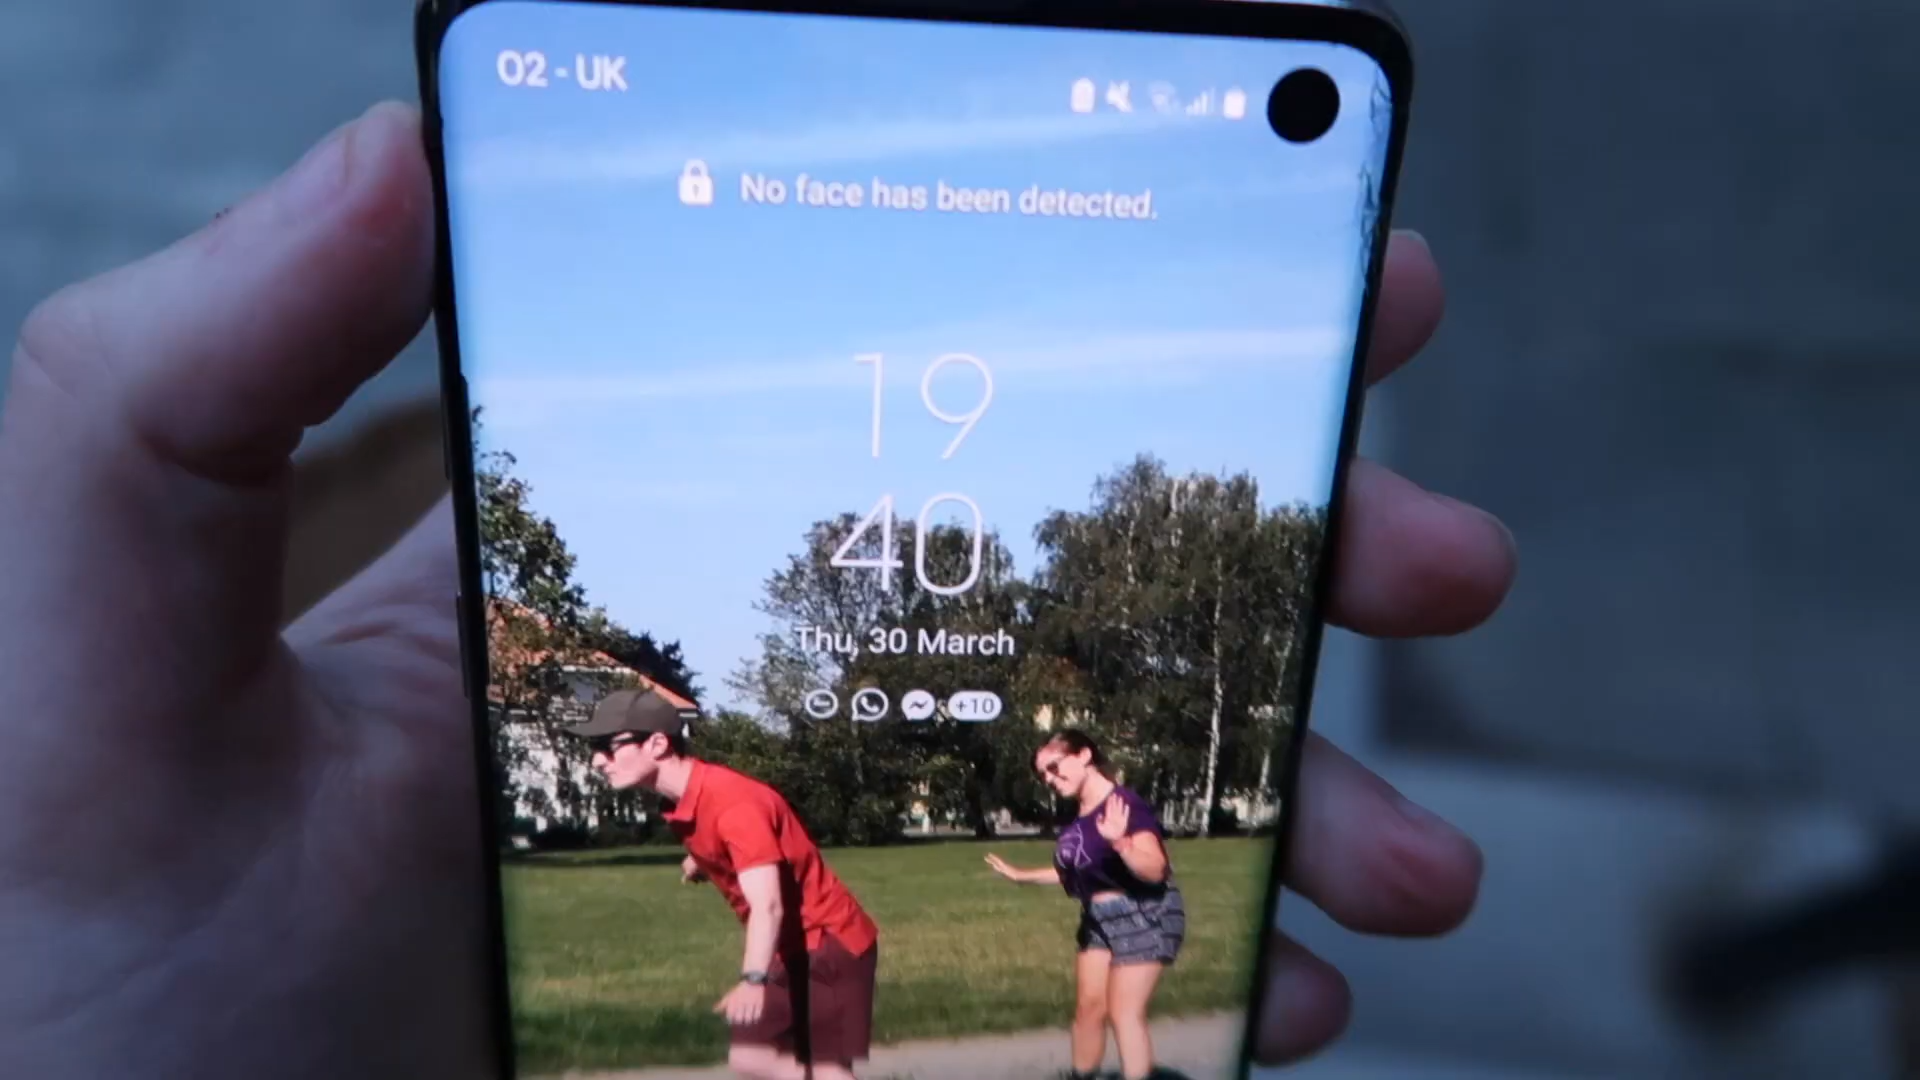 O2 - UK
No face has been detected.
19
40
Thu, 30 March
+10